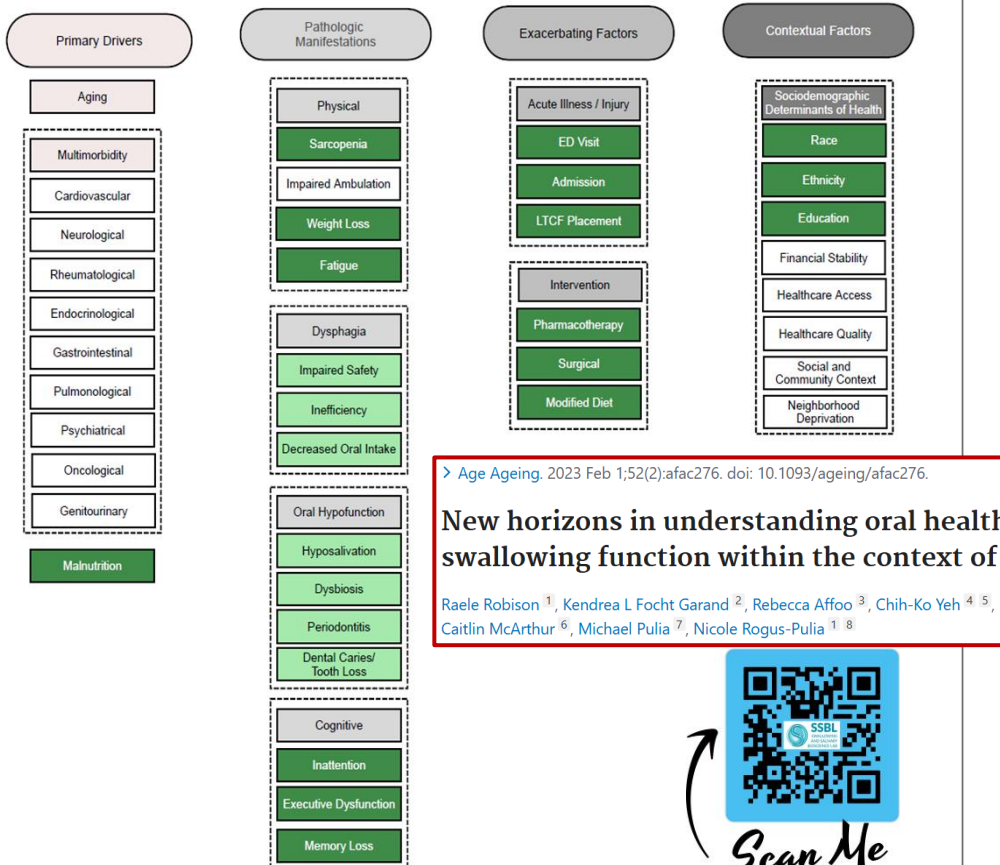 Primary Drivers
Aging
Multimorbidity
Cardiovascular
Neurological
Rheumatological
Endocrinological
Gastrointestinal
Pulmonological
Psychiatrical
Oncological
Genitourinary
Malnutrition
Pathologic
Manifestations
Physical
Sarcopenia
Impaired Ambulation
Weight Loss
Fatigue
Dysphagia
Impaired Safety
Inefficiency
Decreased Oral Intake
Oral Hypofunction
Hyposalivation
Dysbiosis
Periodontitis
Dental Caries/
Tooth Loss
Cognitive
Inattention
Executive Dysfunction
Memory Loss
Exacerbating Factors
Acute Illness / Injury
ED Visit
Admission
LTCF Placement
Intervention
Pharmacotherapy
Surgical
Modified Diet
Contextual Factors
Sociodemographic
Determinants of Health
Race
Ethnicity
Education
Financial Stability
Healthcare Access
Healthcare Quality
Social and
Community Context
Neighborhood
Deprivation
> Age Ageing. 2023 Feb 1;52(2):afac276. doi: 10.1093/ageing/afac276.
New horizons in understanding oral health
swallowing function within the context of
Raele Robison 1, Kendrea L Focht Garand 2, Rebecca Affoo 3, Chih-Ko Yeh 4 5,
Caitlin McArthur 6, Michael Pulia 7, Nicole Rogus-Pulia 1 8
SSBL
Scan Me